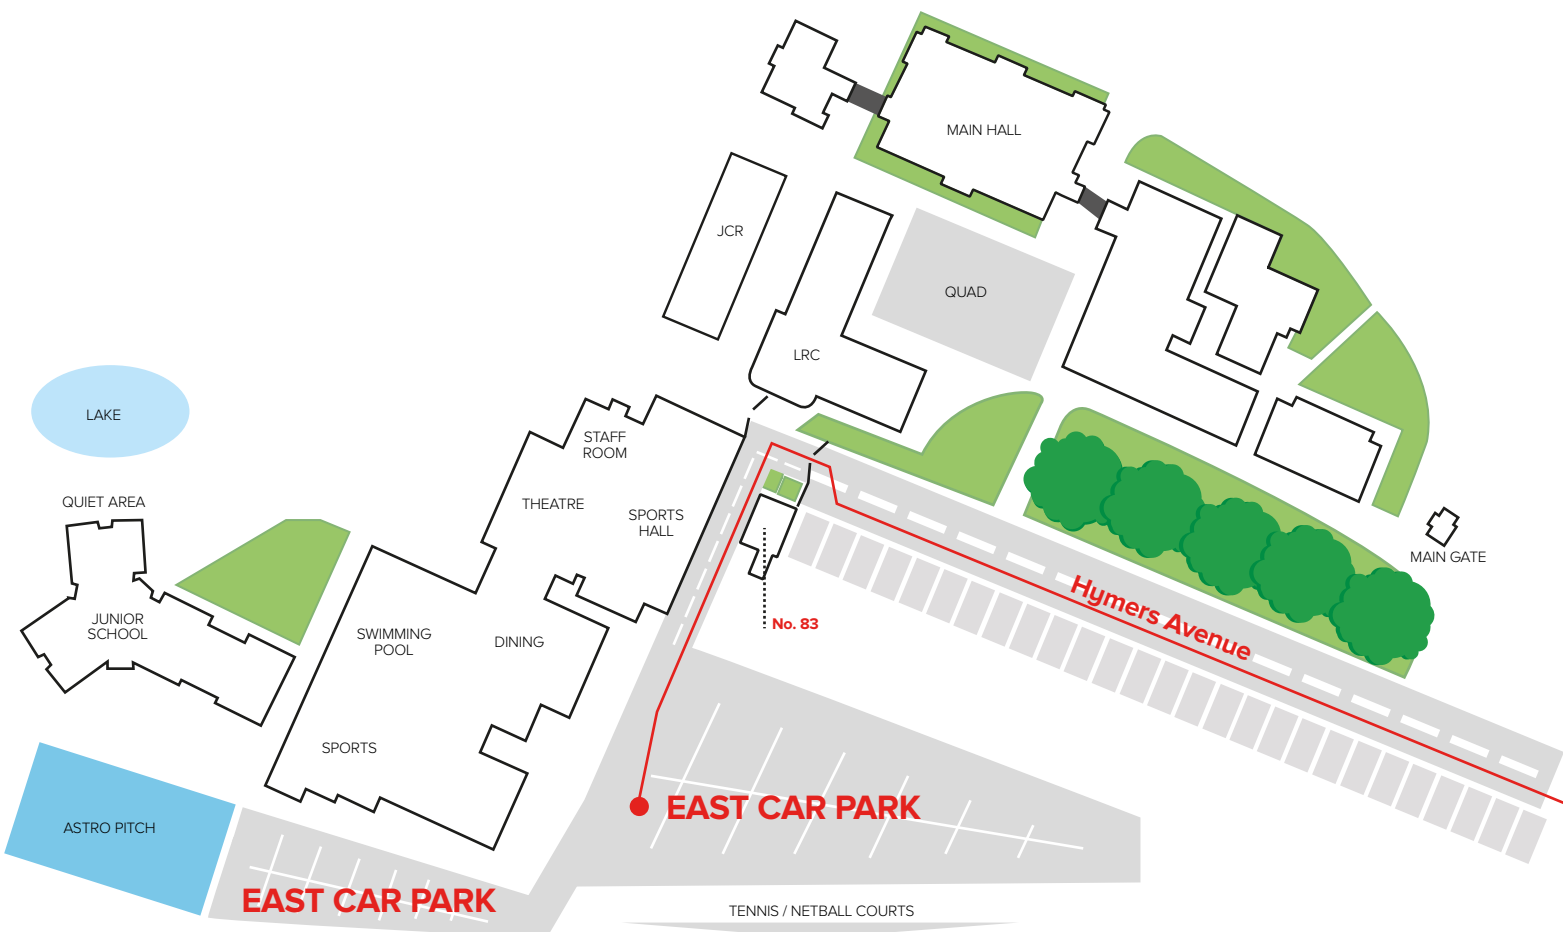 MAIN HALL
JCR
QUAD
LRC
LAKE
STAFF
ROOM
QUIET AREA
THEATRE
SPORTS
HALL
MAIN GATE
Hymers Avenue
JUNIOR
SCHOOL
No. 83
SWIMMING
POOL
DINING
SPORTS
EAST CAR PARK
ASTRO PITCH
EAST CAR PARK
TENNIS / NETBALL COURTS